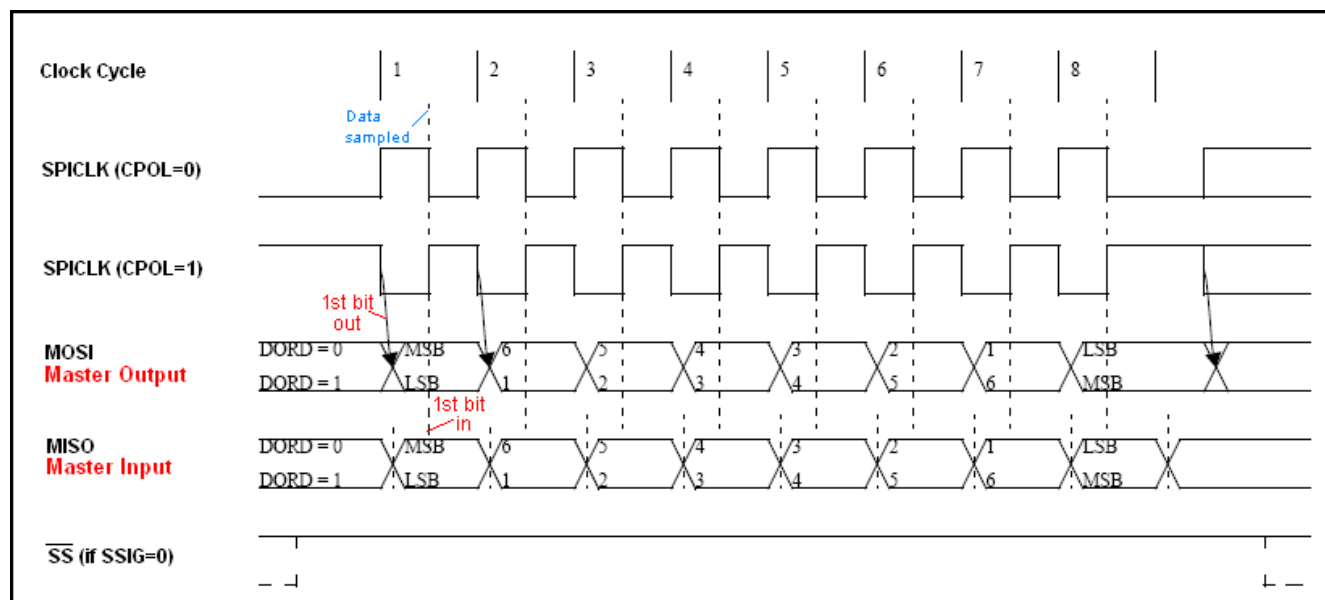 Clock Cycle 1 2 3 4 5 6 7 8
Data
sampled
SPICLK (CPOL=0)
SPICLK (CPOL=1)
1st bit
out
MOSI DORD = 0 MSB 6 5 4 3 2 1 LSB
Master Output DORD = 1 LSB 1 2 3 4 5 6 MSB
1st bit
in
MISO DORD = 0 MSB 6 5 4 3 2 1 LSB
Master Input DORD = 1 LSB 1 2 3 4 5 6 MSB
S̅S̅ (if SSIG=0)